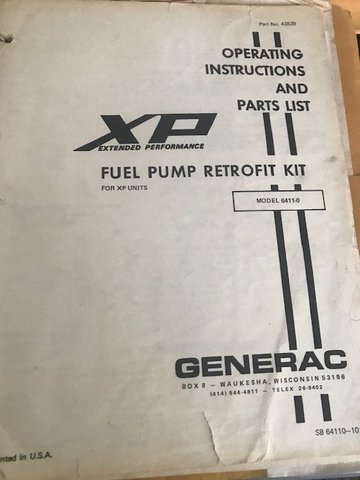 Part No. 43529
OPERATING
INSTRUCTIONS
AND
PARTS LIST
XP
EXTENDED PERFORMANCE
FUEL PUMP RETROFIT KIT
FOR XP UNITS
MODEL 6411-0
GENERAC
BOX 8 – WAUKESHA, WISCONSIN 53186
(414) 544-4811 – TELEX 26-9402
SB 64110-10
nted in U.S.A.